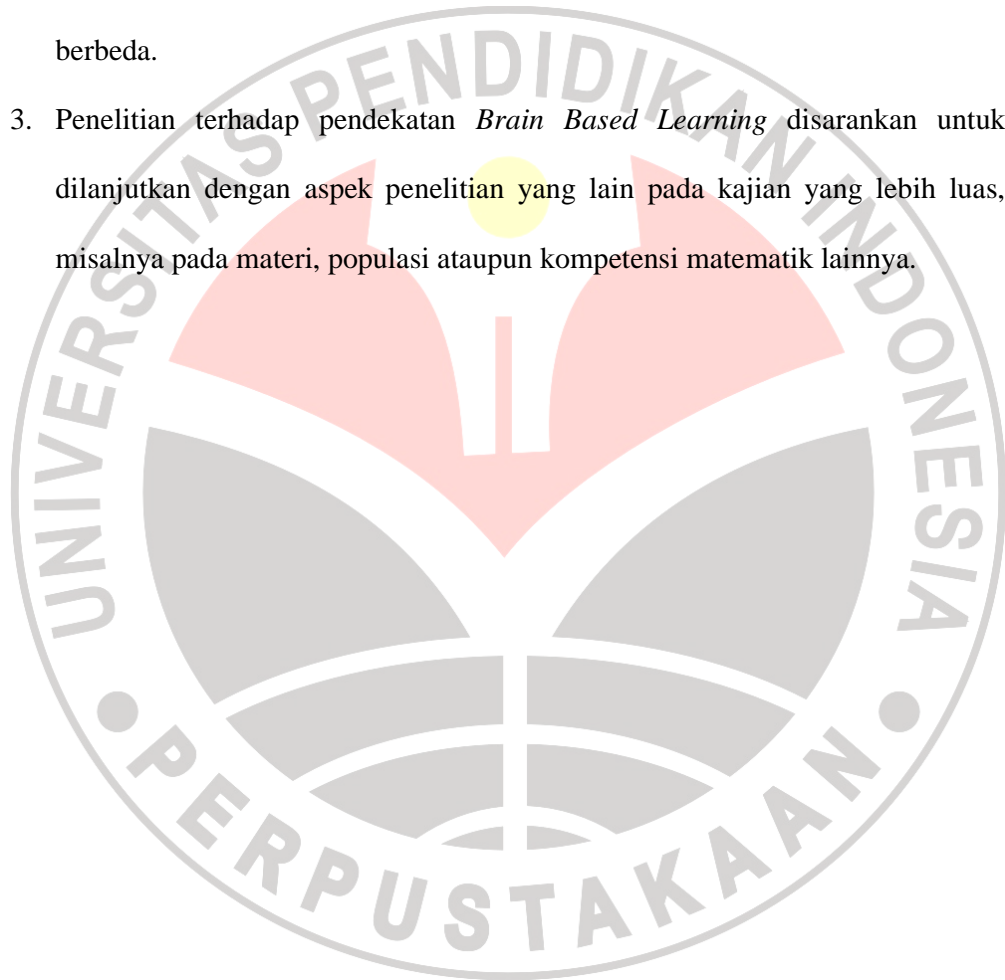 berbeda.
3. Penelitian terhadap pendekatan Brain Based Learning disarankan untuk
dilanjutkan dengan aspek penelitian yang lain pada kajian yang lebih luas,
misalnya pada materi, populasi ataupun kompetensi matematik lainnya.
UNIVERSITAS PENDIDIKAN INDONESIA
PERPUSTAKAAN